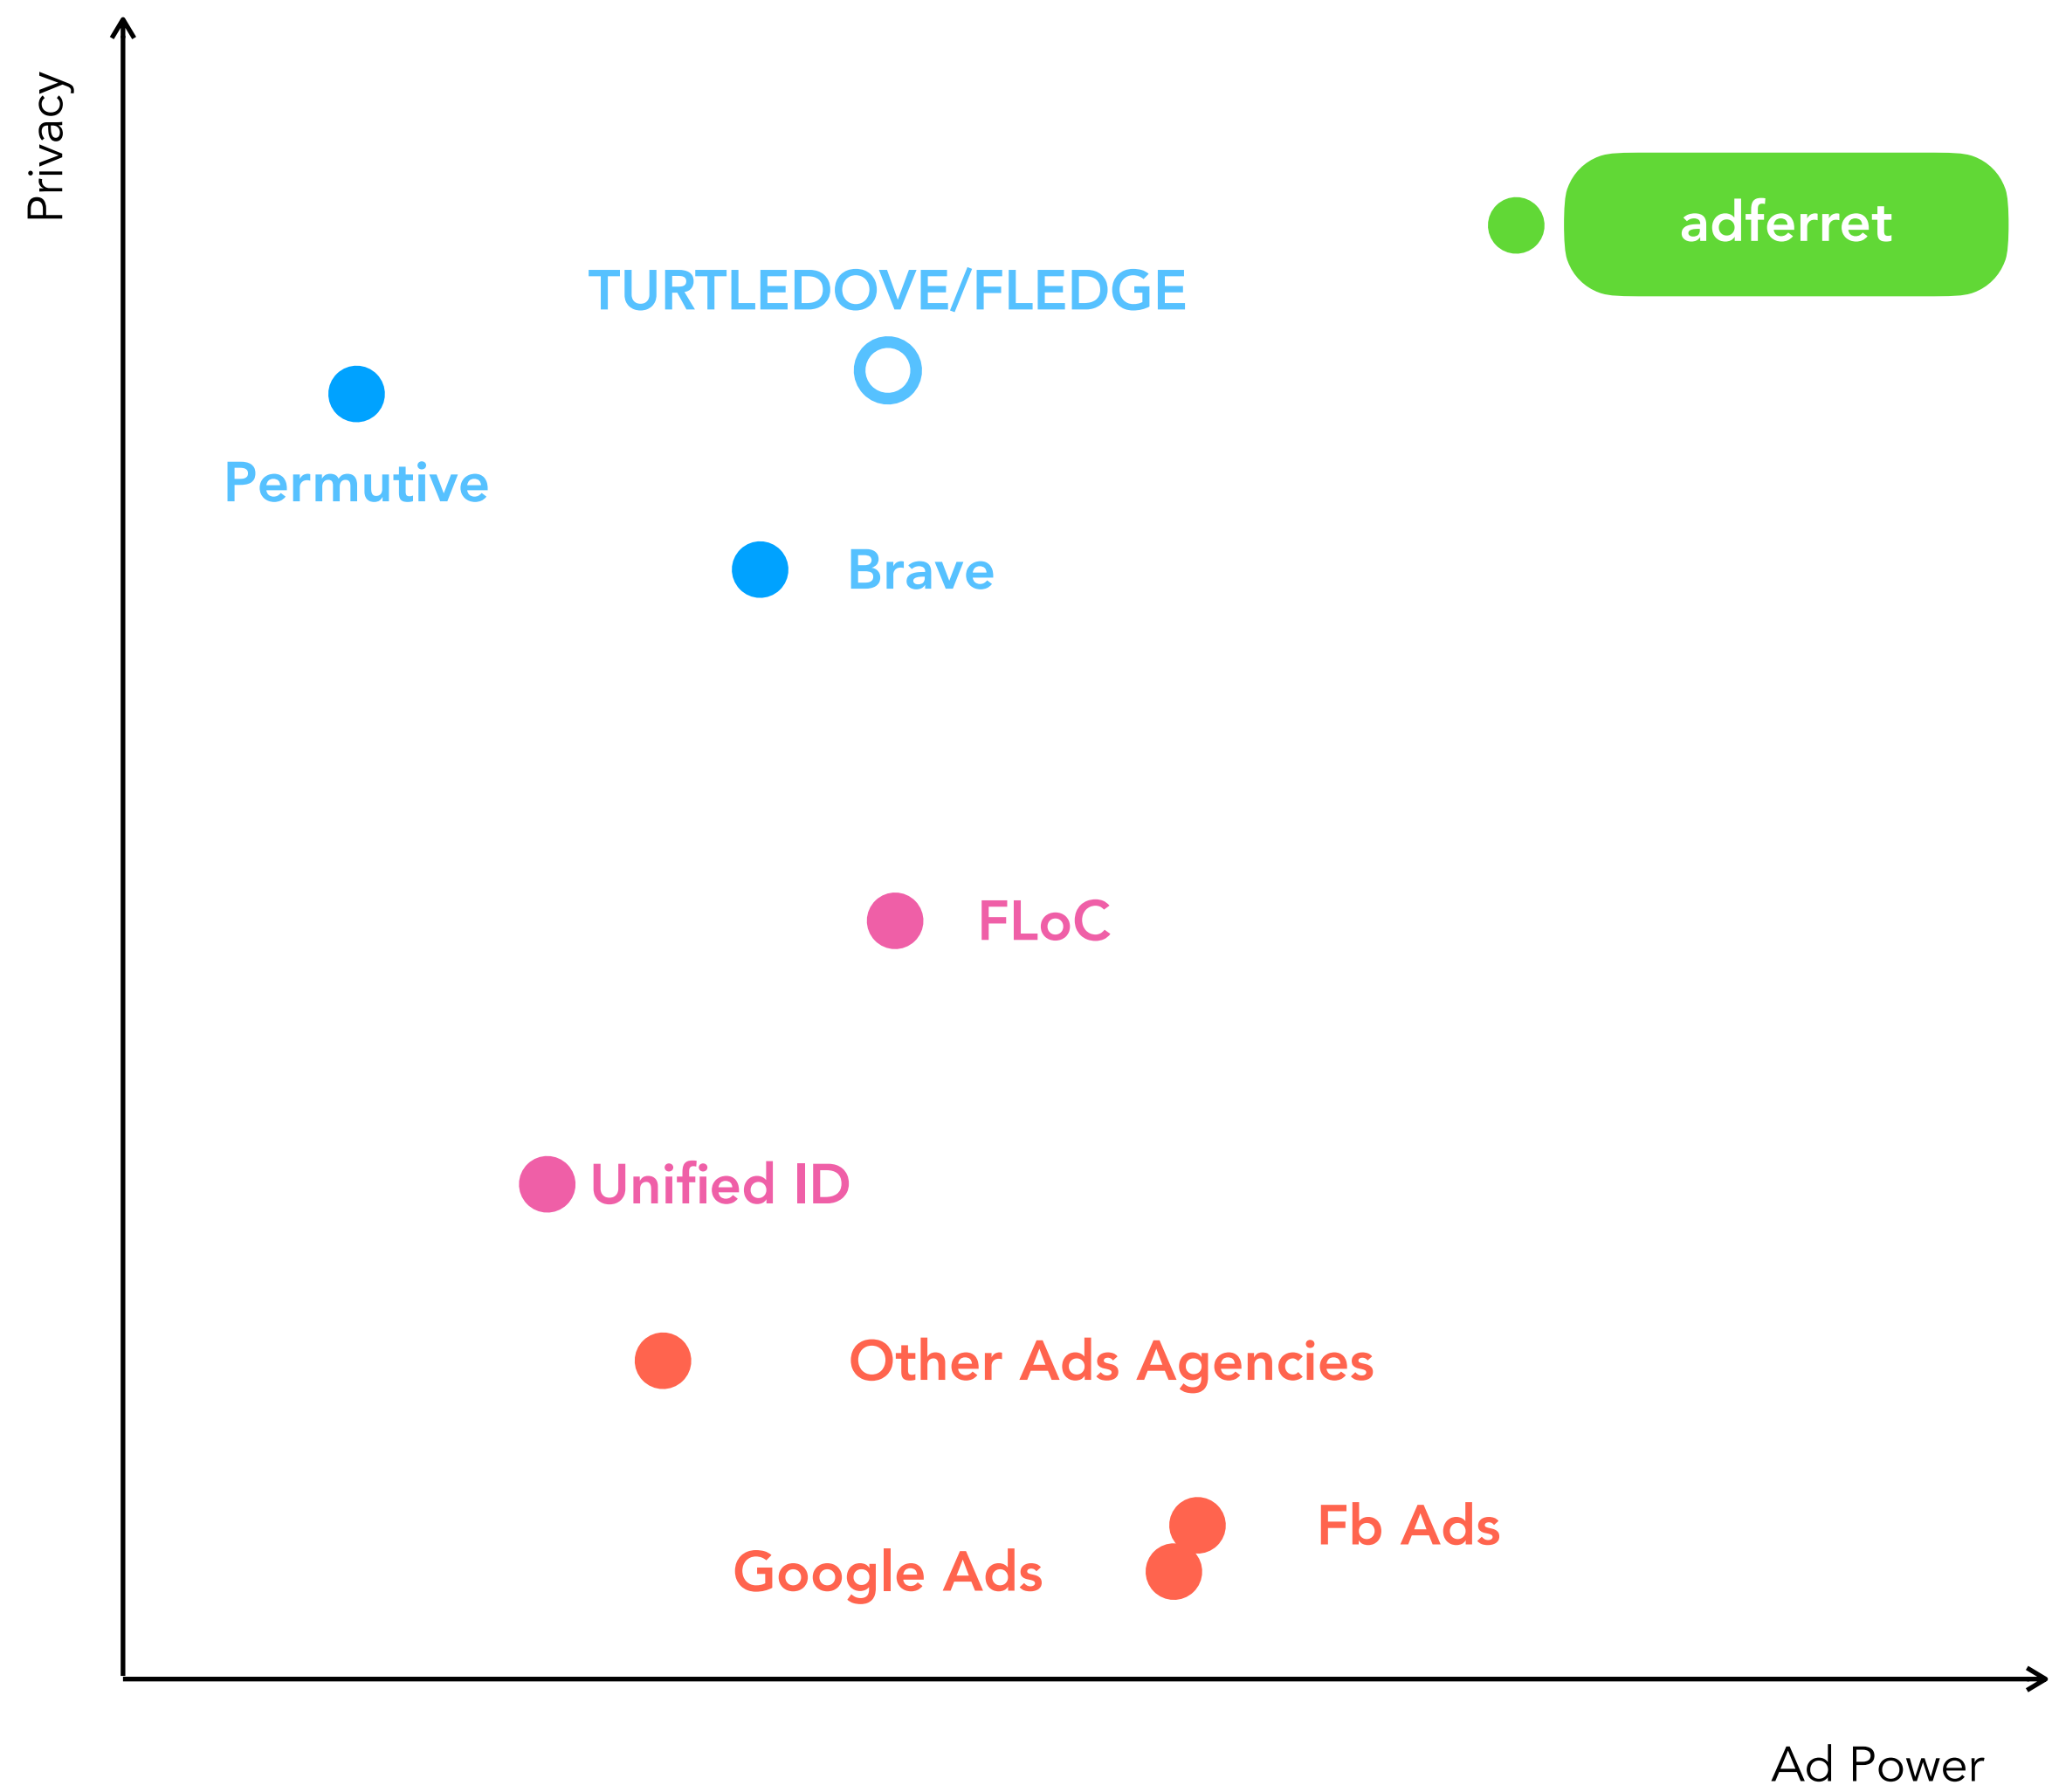 Privacy
adferret
TURTLEDOVE/FLEDGE
Permutive
Brave
FLoC
Unified ID
Other Ads Agencies
Fb Ads
Google Ads
Ad Power